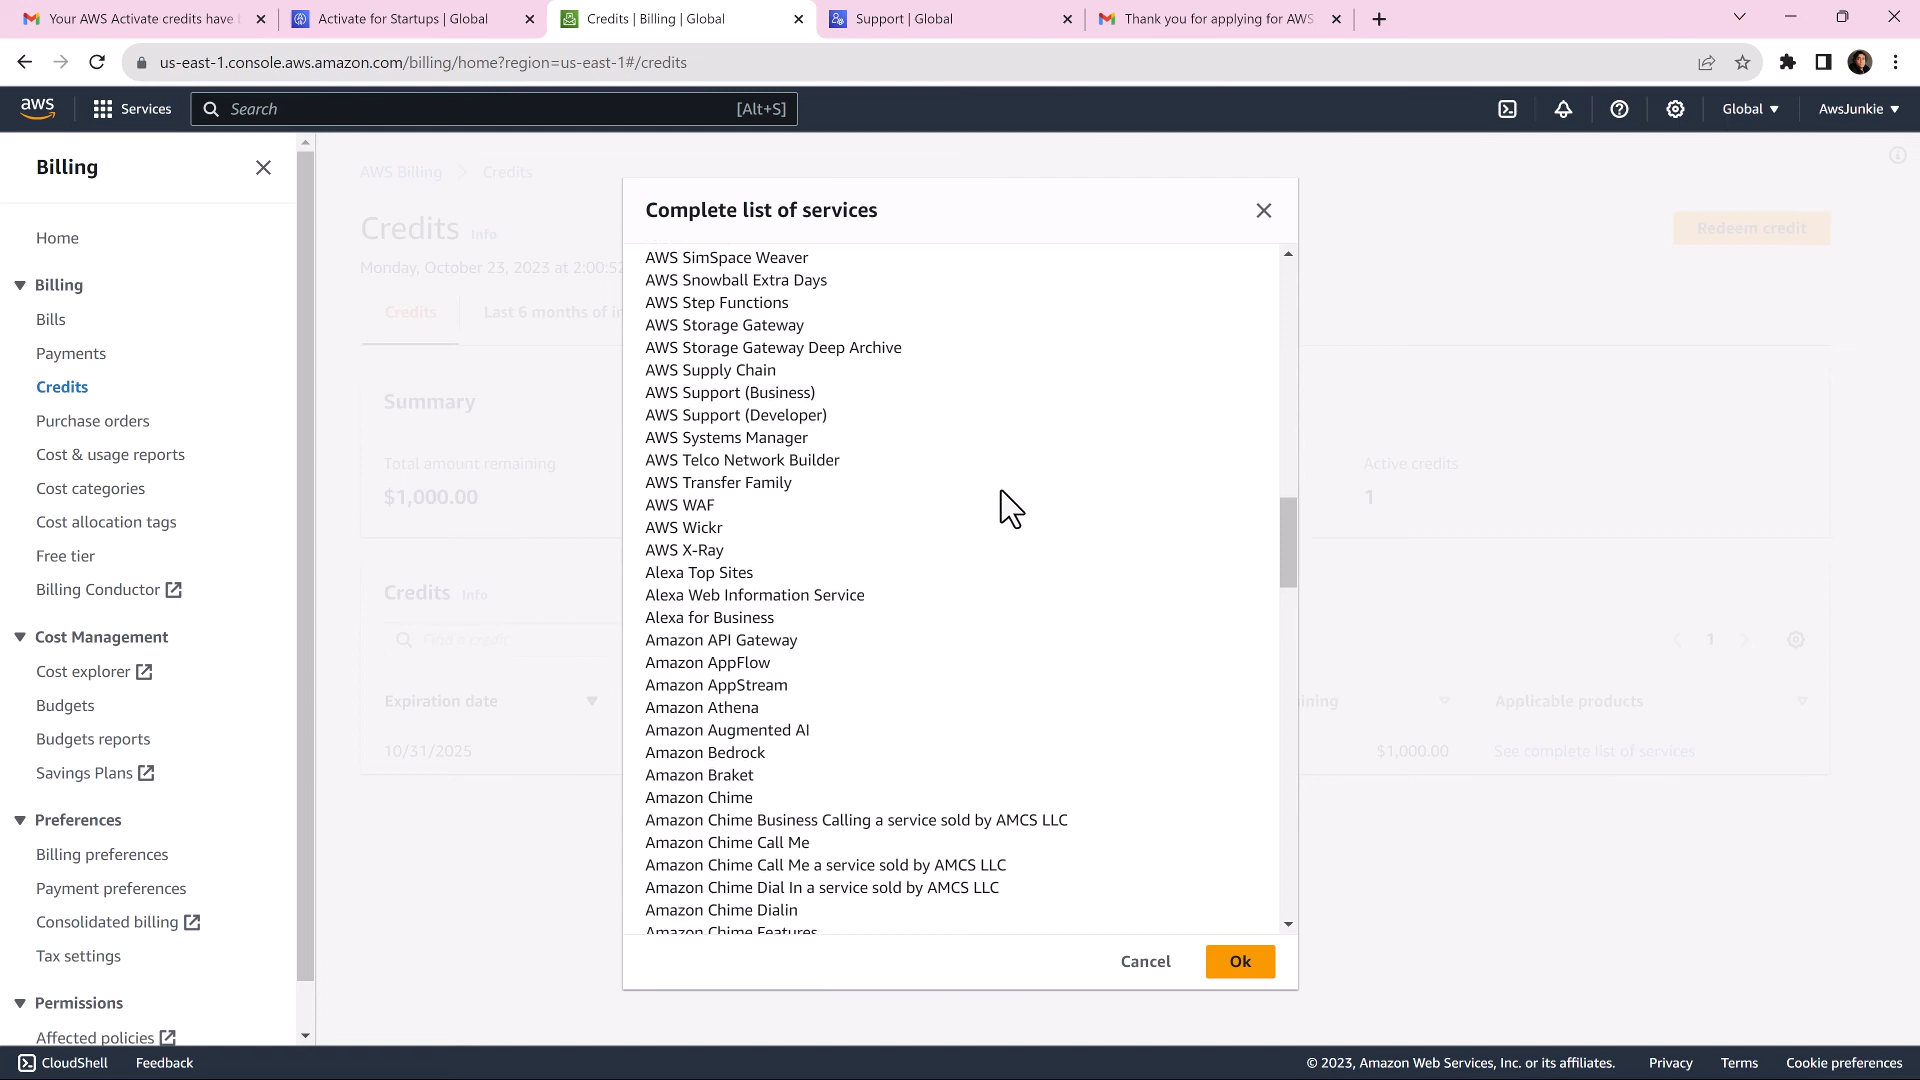 Your AWS Activate credits have b
Activate for Startups | Global
Credits | Billing | Global
Support | Global
Thank you for applying for AWS
us-east-1.console.aws.amazon.com/billing/home?region=us-east-1#/credits
aws
Services
Search
[Alt+S]
Global
AwsJunkie
Billing
Home
Billing
Bills
Payments
Credits
Purchase orders
Cost & usage reports
Cost categories
Cost allocation tags
Free tier
Billing Conductor
Cost Management
Cost explorer
Budgets
Budgets reports
Savings Plans
Preferences
Billing preferences
Payment preferences
Consolidated billing
Tax settings
Permissions
Affected policies
AWS Billing
Credits
Credits Info
Redeem credit
Monday, October 23, 2023 at 2:00:52
Credits
Last 6 months of in
Summary
Total amount remaining
$1,000.00
Active credits
1
Credits Info
Find a credit
1
Expiration date
ining
Applicable products
10/31/2025
$1,000.00
See complete list of services
Complete list of services
AWS SimSpace Weaver
AWS Snowball Extra Days
AWS Step Functions
AWS Storage Gateway
AWS Storage Gateway Deep Archive
AWS Supply Chain
AWS Support (Business)
AWS Support (Developer)
AWS Systems Manager
AWS Telco Network Builder
AWS Transfer Family
AWS WAF
AWS Wickr
AWS X-Ray
Alexa Top Sites
Alexa Web Information Service
Alexa for Business
Amazon API Gateway
Amazon AppFlow
Amazon AppStream
Amazon Athena
Amazon Augmented AI
Amazon Bedrock
Amazon Braket
Amazon Chime
Amazon Chime Business Calling a service sold by AMCS LLC
Amazon Chime Call Me
Amazon Chime Call Me a service sold by AMCS LLC
Amazon Chime Dial In a service sold by AMCS LLC
Amazon Chime Dialin
Amazon Chime Features
Cancel
Ok
CloudShell
Feedback
© 2023, Amazon Web Services, Inc. or its affiliates.
Privacy
Terms
Cookie preferences